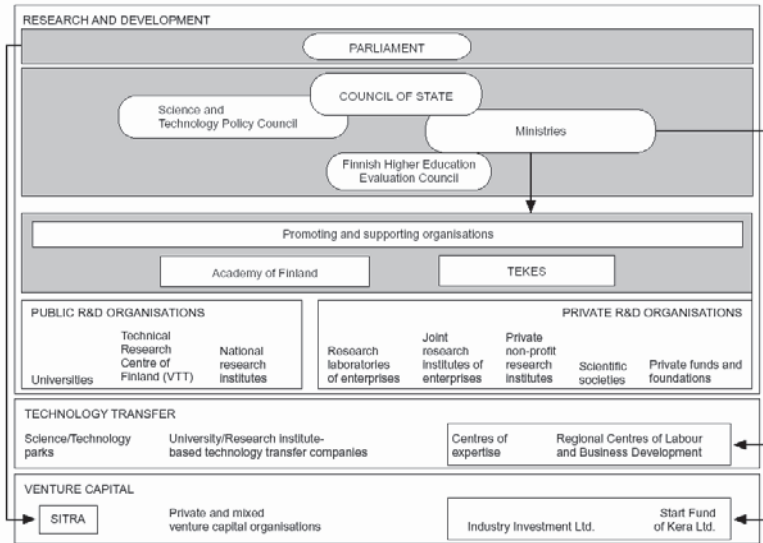 RESEARCH AND DEVELOPMENT
PARLIAMENT
COUNCIL OF STATE
Science and
Technology Policy Council
Ministries
Finnish Higher Education
Evaluation Council
Promoting and supporting organisations
Academy of Finland
TEKES
PUBLIC R&D ORGANISATIONS
Universities
Technical
Research
Centre of
Finland (VTT)
National
research
institutes
PRIVATE R&D ORGANISATIONS
Research
laboratories
of enterprises
Joint
research
institutes of
enterprises
Private
non-profit
research
institutes
Scientific
societies
Private funds and
foundations
TECHNOLOGY TRANSFER
Science/Technology
parks
University/Research institute-
based technology transfer companies
Centres of
expertise
Regional Centres of Labour
and Business Development
VENTURE CAPITAL
SITRA
Private and mixed
venture capital organisations
Industry Investment Ltd.
Start Fund
of Kera Ltd.